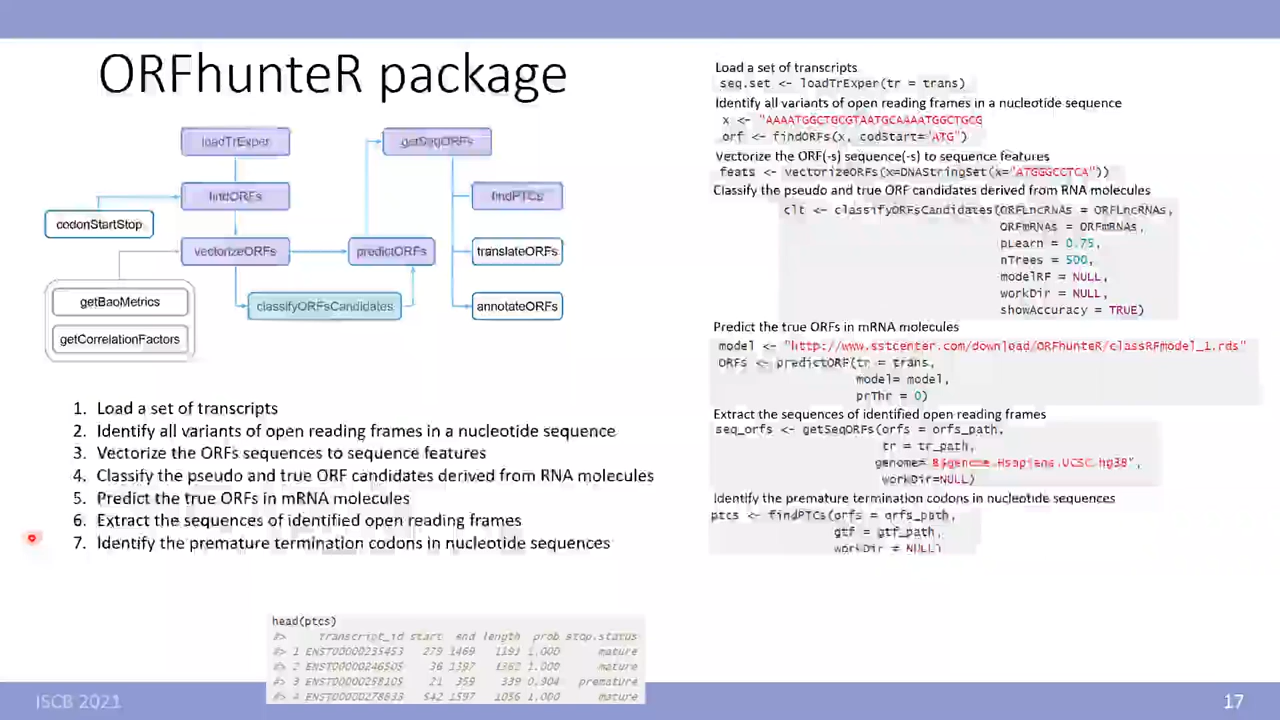 ORFhunteR package
loadTrExper
getSeqORFs
findORFs
findPTCs
codonStartStop
vectorizeORFs
predictORFs
translateORFs
getBaoMetrics
classifyORFsCandidates
annotateORFs
getCorrelationFactors
1. Load a set of transcripts
2. Identify all variants of open reading frames in a nucleotide sequence
3. Vectorize the ORFs sequences to sequence features
4. Classify the pseudo and true ORF candidates derived from RNA molecules
5. Predict the true ORFs in mRNA molecules
6. Extract the sequences of identified open reading frames
7. Identify the premature termination codons in nucleotide sequences
head(ptcs)
#> transcript_id start end length prob stop.status
#> 1 ENST00000235453 279 1469 1191 1.000 mature
#> 2 ENST00000246505 36 1397 1362 1.000 mature
#> 3 ENST00000258105 21 359 339 0.904 premature
#> 4 ENST00000278833 542 1597 1056 1.000 mature
Load a set of transcripts
seq.set <- loadTrExper(tr = trans)
Identify all variants of open reading frames in a nucleotide sequence
x <- "AAAATGGCTGCGTAATGCAAAATGGCTGCG
orf <- findORFs(x, codStart="ATG")
Vectorize the ORF(-s) sequence(-s) to sequence features
feats <- vectorizeORFs(x=DNAStringSet(x="ATGGGCCTCA"))
Classify the pseudo and true ORF candidates derived from RNA molecules
clt <- classifyORFsCandidates(ORFLncRNAs = ORFLncRNAs,
ORFmRNAs = ORFmRNAs,
pLearn = 0.75,
nTrees = 500,
modelRF = NULL,
workDir = NULL,
showAccuracy = TRUE)
Predict the true ORFs in mRNA molecules
model <- "http://www.sstcenter.com/download/ORFhunteR/classRFmodel_1.rds"
ORFs <- predictORF(tr = trans,
model= model,
prThr = 0)
Extract the sequences of identified open reading frames
seq_orfs <- getSeqORFs(orfs = orfs_path,
tr = tr_path,
genome="BSgenome.Hsapiens.UCSC.hg38",
workDir=NULL)
Identify the premature termination codons in nucleotide sequences
ptcs <- findPTCs(orfs = orfs_path,
gtf = gtf_path,
workDir = NULL)
ISCB 2021
17